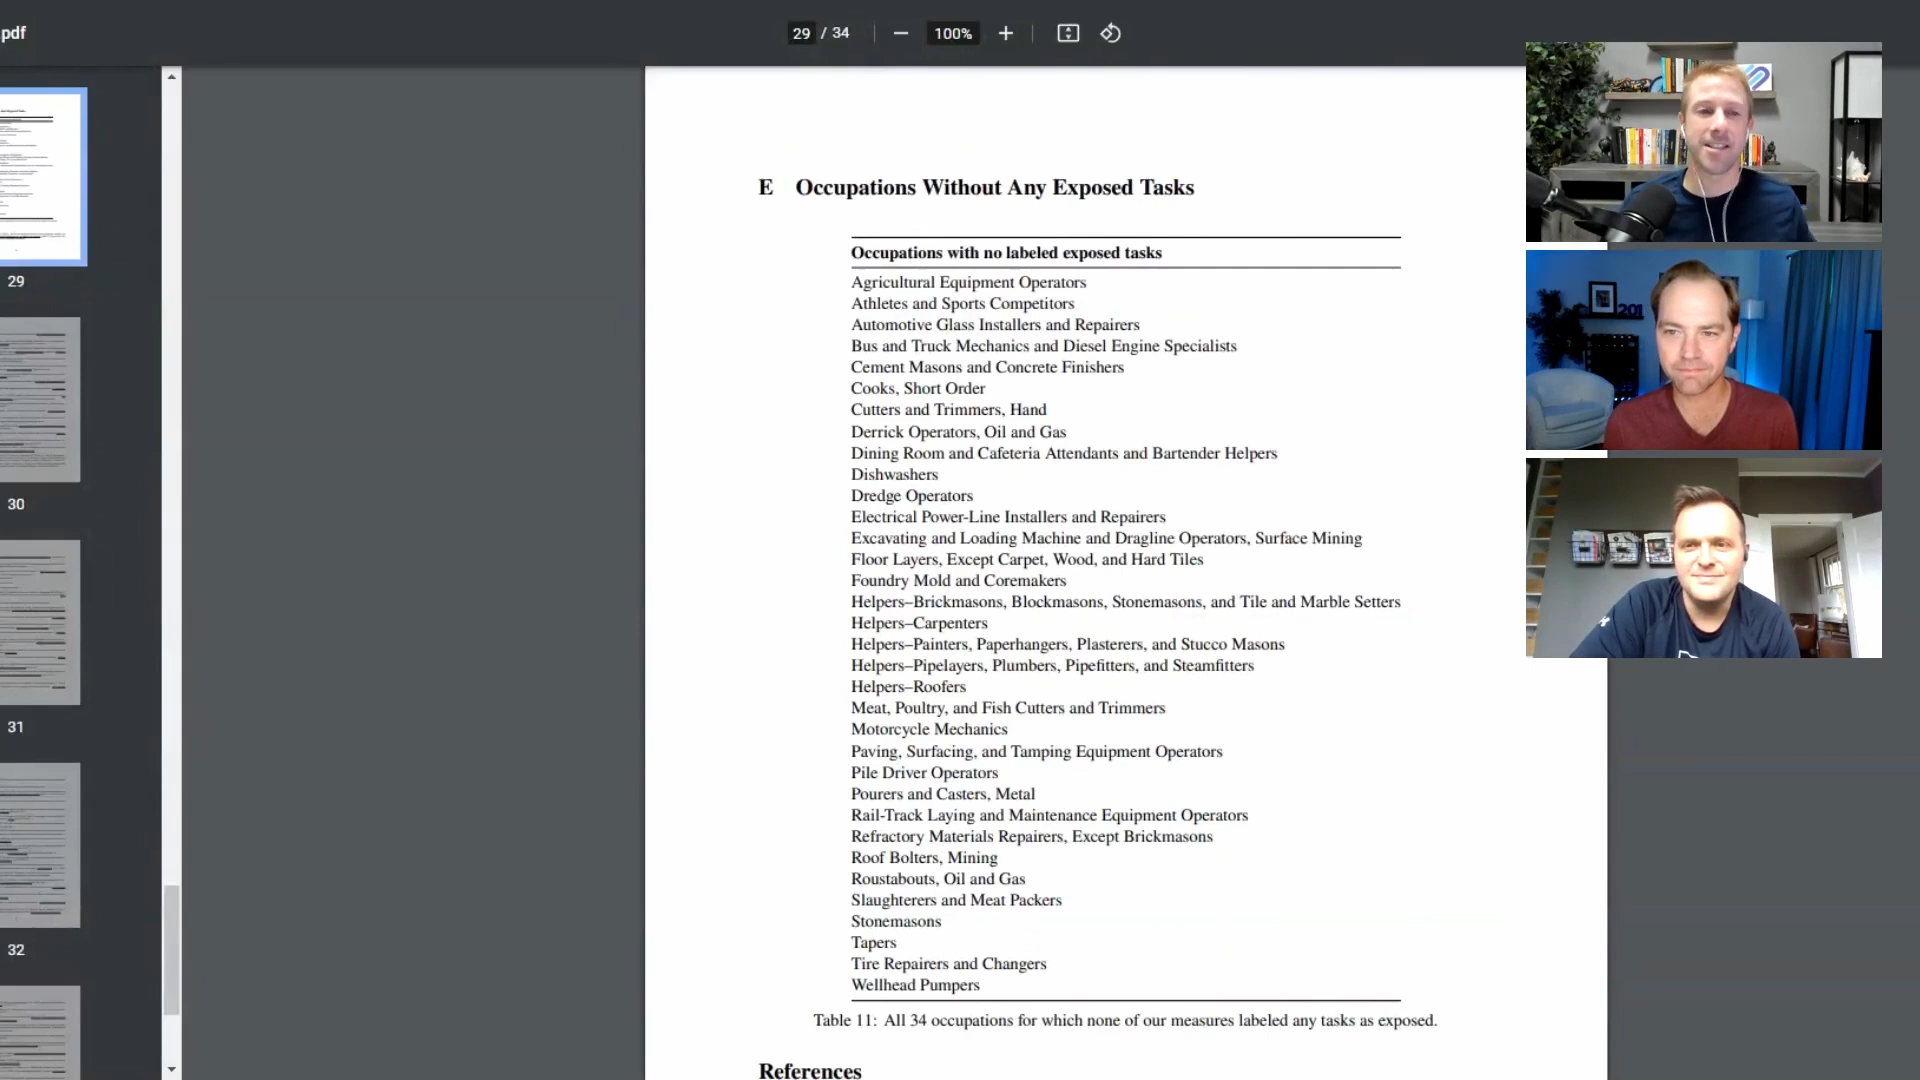 .pdf
29 / 34
100%
E Occupations Without Any Exposed Tasks
Occupations with no labeled exposed tasks
Agricultural Equipment Operators
Athletes and Sports Competitors
Automotive Glass Installers and Repairers
Bus and Truck Mechanics and Diesel Engine Specialists
Cement Masons and Concrete Finishers
Cooks, Short Order
Cutters and Trimmers, Hand
Derrick Operators, Oil and Gas
Dining Room and Cafeteria Attendants and Bartender Helpers
Dishwashers
Dredge Operators
Electrical Power-Line Installers and Repairers
Excavating and Loading Machine and Dragline Operators, Surface Mining
Floor Layers, Except Carpet, Wood, and Hard Tiles
Foundry Mold and Coremakers
Helpers–Brickmasons, Blockmasons, Stonemasons, and Tile and Marble Setters
Helpers–Carpenters
Helpers–Painters, Paperhangers, Plasterers, and Stucco Masons
Helpers–Pipelayers, Plumbers, Pipefitters, and Steamfitters
Helpers–Roofers
Meat, Poultry, and Fish Cutters and Trimmers
Motorcycle Mechanics
Paving, Surfacing, and Tamping Equipment Operators
Pile Driver Operators
Pourers and Casters, Metal
Rail-Track Laying and Maintenance Equipment Operators
Refractory Materials Repairers, Except Brickmasons
Roof Bolters, Mining
Roustabouts, Oil and Gas
Slaughterers and Meat Packers
Stonemasons
Tapers
Tire Repairers and Changers
Wellhead Pumpers
Table 11: All 34 occupations for which none of our measures labeled any tasks as exposed.
References
29
30
31
32
201